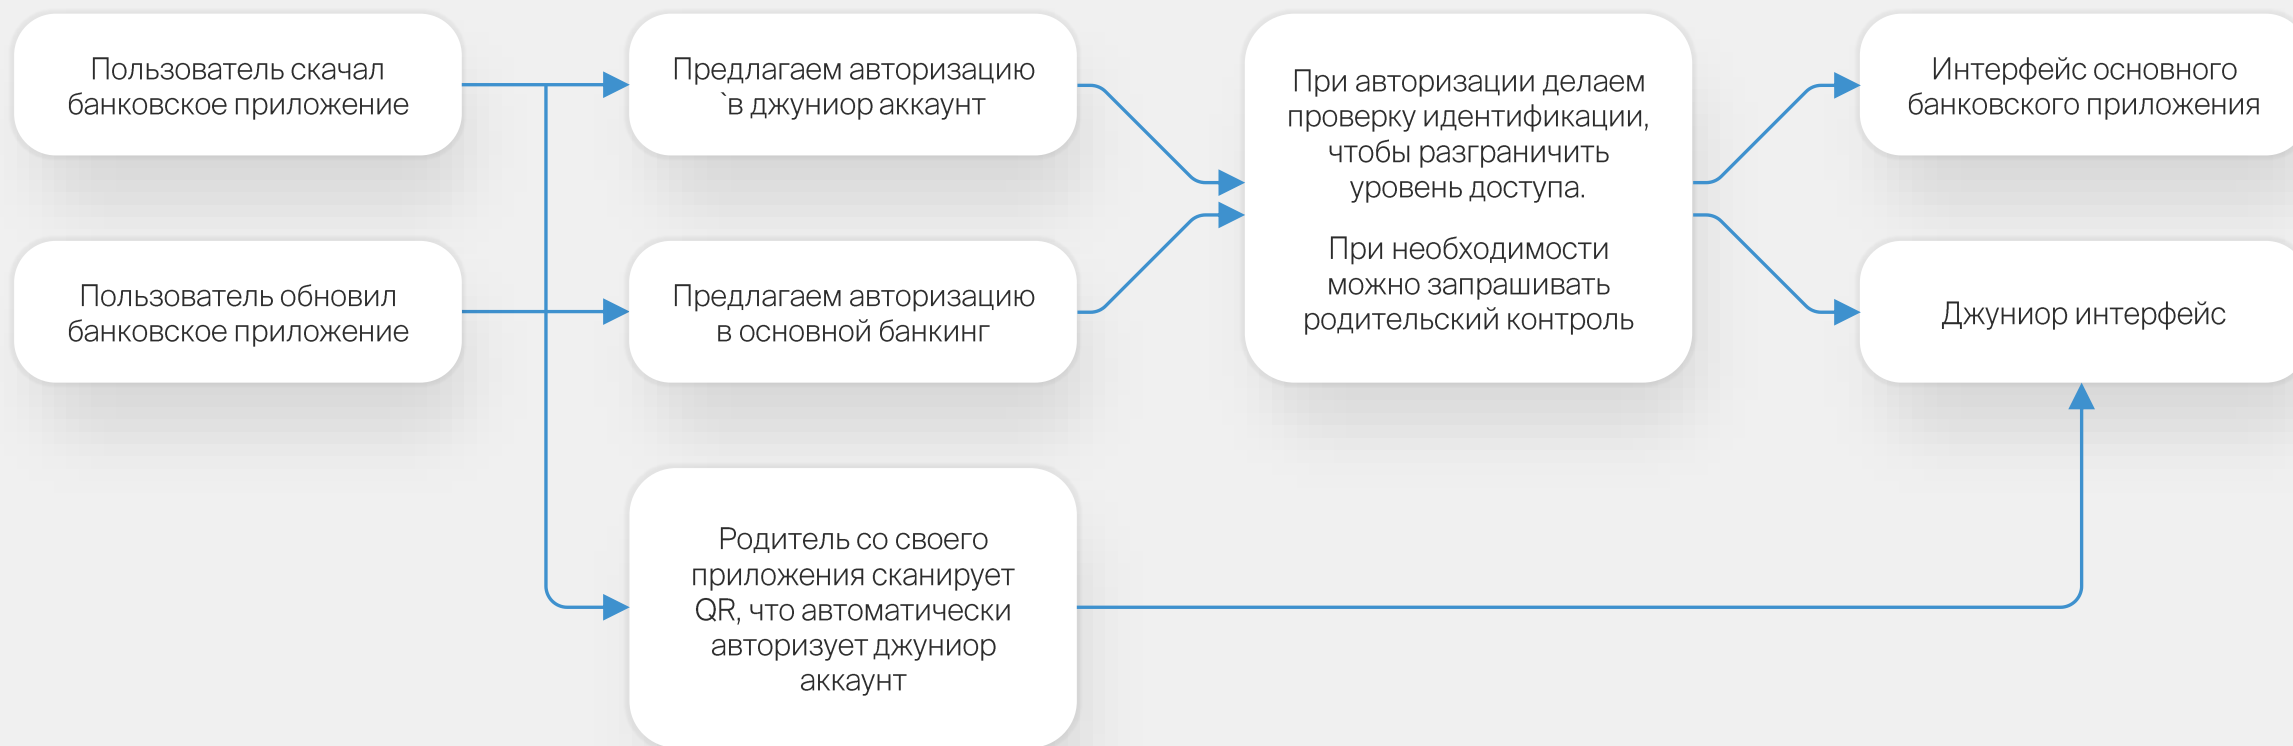 Пользователь скачал
банковское приложение
Предлагаем авторизацию
`в джуниор аккаунт
При авторизации делаем
проверку идентификации,
чтобы разграничить
уровень доступа.
При необходимости
можно запрашивать
родительский контроль
Интерфейс основного
банковского приложения
Пользователь обновил
банковское приложение
Предлагаем авторизацию
в основной банкинг
Джуниор интерфейс
Родитель со своего
приложения сканирует
QR, что автоматически
авторизует джуниор
аккаунт